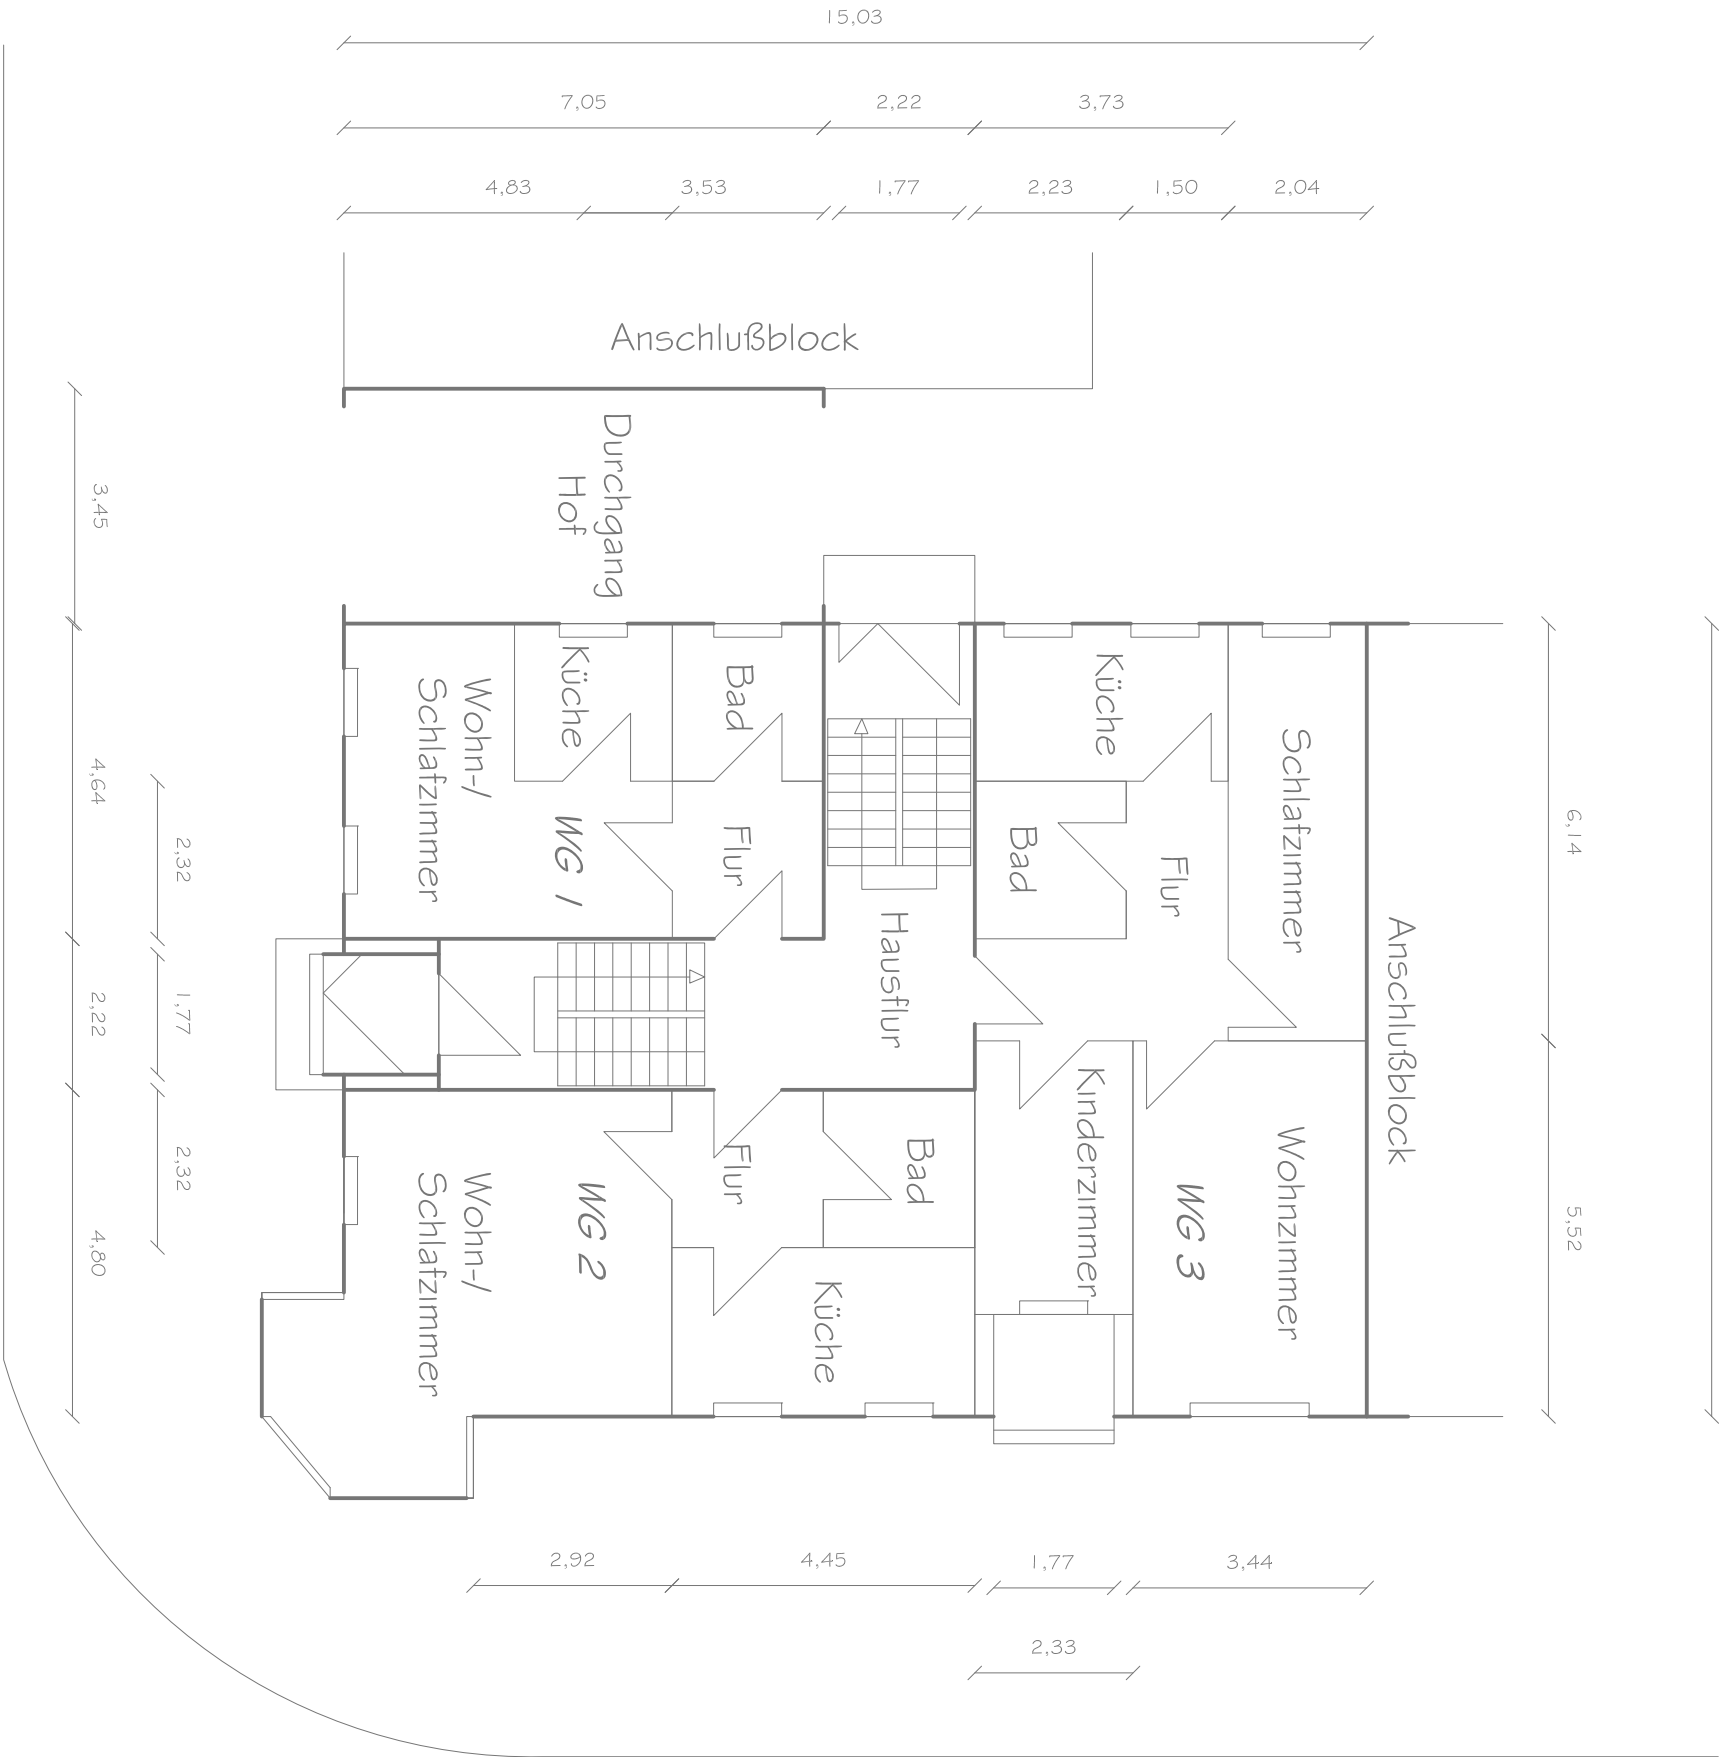 15,03
7,05
2,22
3,73
4,83
3,53
1,77
2,23
1,50
2,04
Anschlußblock
Durchgang
Hof
3,45
4,64
2,32
2,22
1,77
2,32
4,80
Küche
Bad
Wohn-/
Schlafzimmer
WG 1
Flur
Hausflur
Küche
Bad
Flur
Schlafzimmer
Anschlußblock
6,14
5,52
Wohn-/
Schlafzimmer
WG 2
Flur
Bad
Küche
Kinderzimmer
WG 3
Wohnzimmer
2,92
4,45
1,77
3,44
2,33